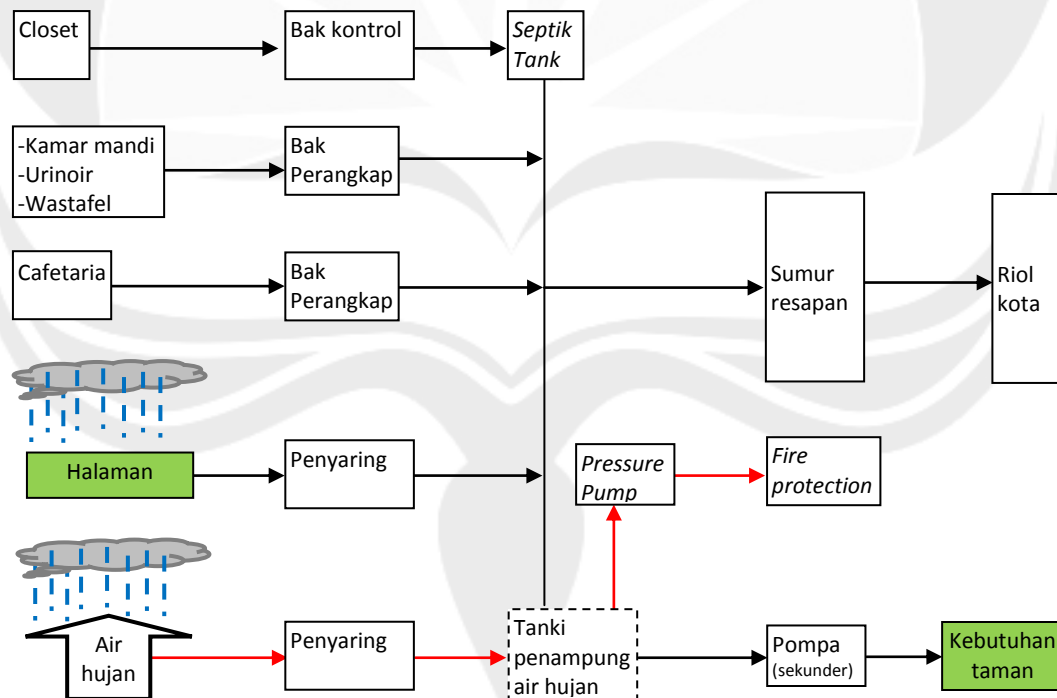 Closet
Bak kontrol
Septik
Tank
-Kamar mandi
-Urinoir
-Wastafel
Bak
Perangkap
Cafetaria
Bak
Perangkap
Sumur
resapan
Riol
kota
Halaman
Penyaring
Pressure
Pump
Fire
protection
Air
hujan
Penyaring
Tanki
penampung
air hujan
Pompa
(sekunder)
Kebutuhan
taman